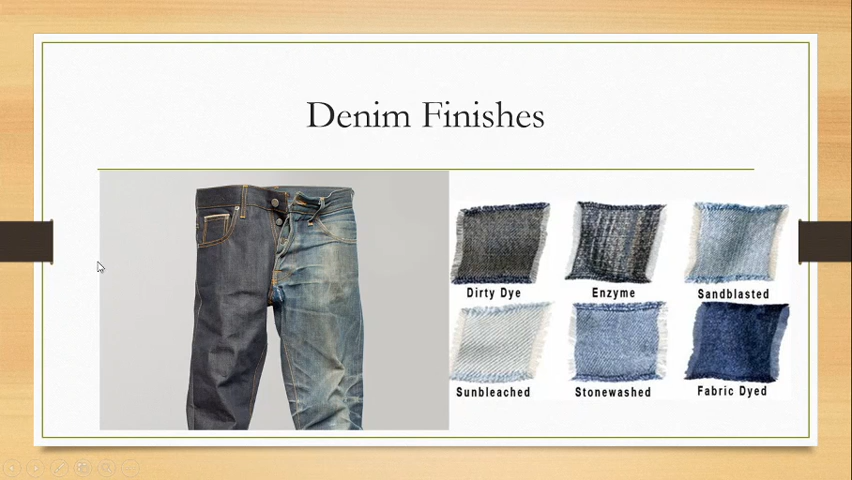 Denim Finishes
Dirty Dye
Enzyme
Sandblasted
Sunbleached
Stonewashed
Fabric Dyed